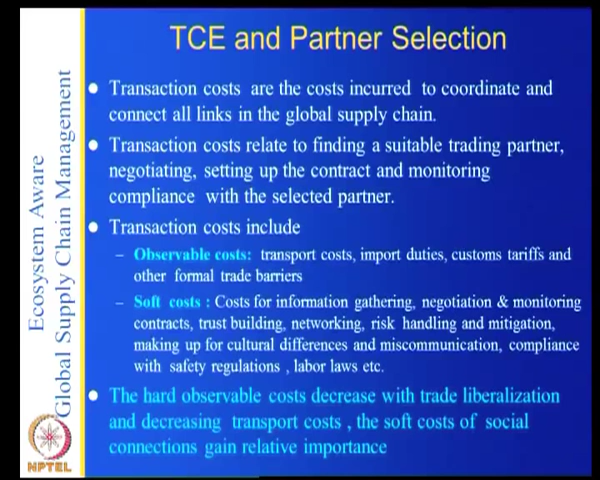 TCE and Partner Selection
Transaction costs are the costs incurred to coordinate and
connect all links in the global supply chain.
Transaction costs relate to finding a suitable trading partner,
negotiating, setting up the contract and monitoring
compliance with the selected partner.
Transaction costs include
– Observable costs: transport costs, import duties, customs tariffs and
other formal trade barriers
– Soft costs : Costs for information gathering, negotiation & monitoring
contracts, trust building, networking, risk handling and mitigation,
making up for cultural differences and miscommunication, compliance
with safety regulations , labor laws etc.
The hard observable costs decrease with trade liberalization
and decreasing transport costs , the soft costs of social
connections gain relative importance
Ecosystem Aware
Global Supply Chain Management
NPTEL